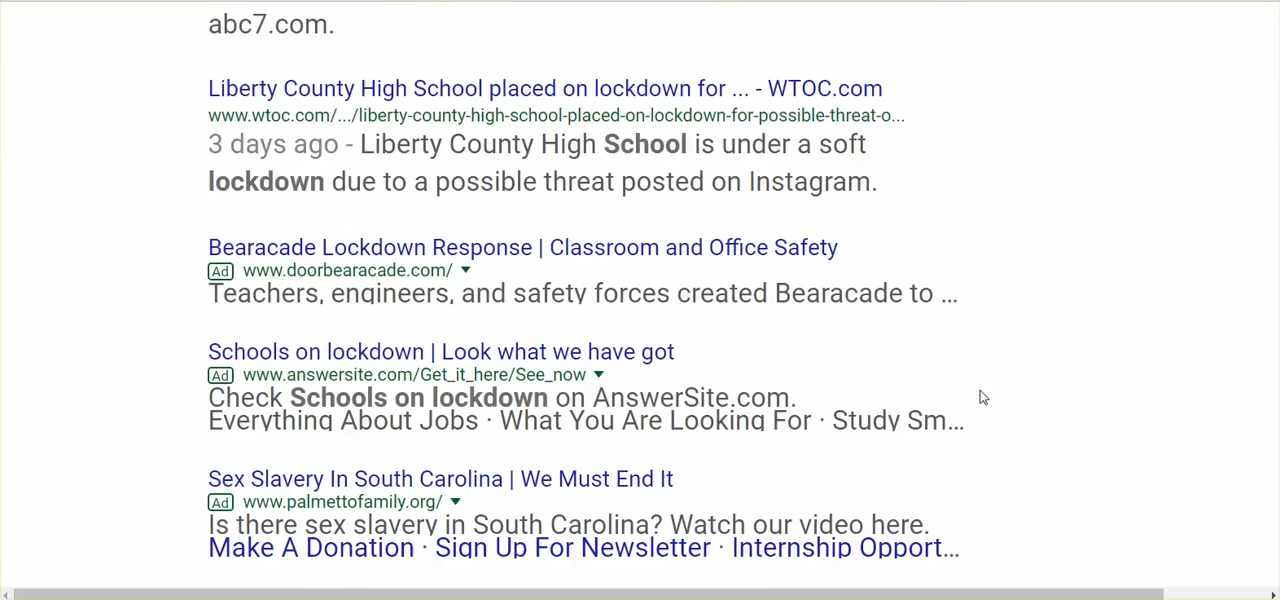 abc7.com.
Liberty County High School placed on lockdown for ... - WTOC.com
www.wtoc.com/.../liberty-county-high-school-placed-on-lockdown-for-possible-threat-o...
3 days ago - Liberty County High School is under a soft
lockdown due to a possible threat posted on Instagram.
Bearacade Lockdown Response | Classroom and Office Safety
Ad www.doorbearacade.com/
Teachers, engineers, and safety forces created Bearacade to ...
Schools on lockdown | Look what we have got
Ad www.answersite.com/Get_it_here/See_now
Check Schools on lockdown on AnswerSite.com.
Everything About Jobs · What You Are Looking For · Study Sm...
Sex Slavery In South Carolina | We Must End It
Ad www.palmettofamily.org/
Is there sex slavery in South Carolina? Watch our video here.
Make A Donation · Sign Up For Newsletter · Internship Opport...